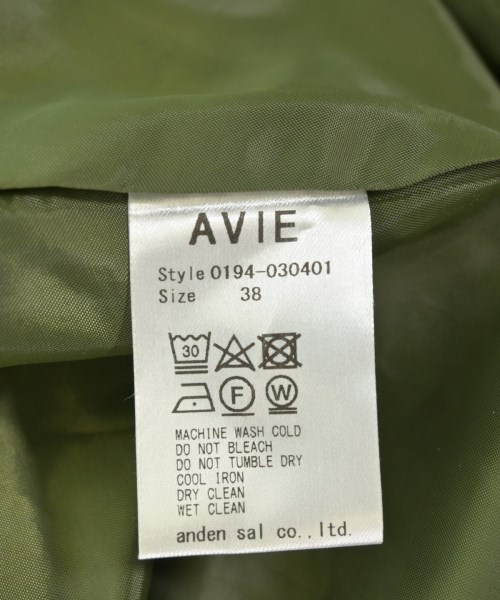 AVIE
Style 0194-030401
Size 38
30
F W
MACHINE WASH COLD
DO NOT BLEACH
DO NOT TUMBLE DRY
COOL IRON
DRY CLEAN
WET CLEAN
anden sal co.,ltd.